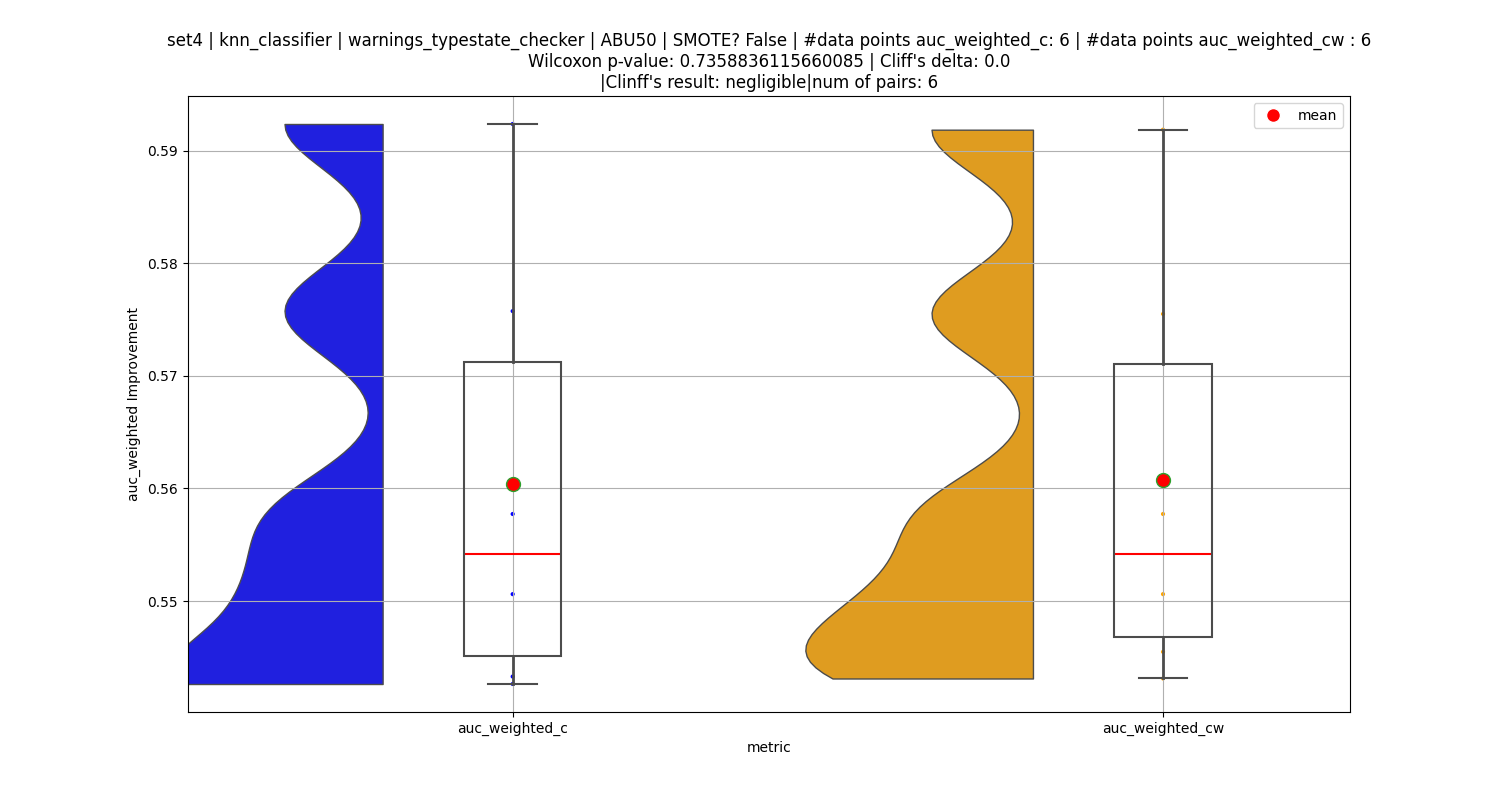 set4 | knn_classifier | warnings_typestate_checker | ABU50 | SMOTE? False | #data points auc_weighted_c: 6 | #data points auc_weighted_cw : 6
Wilcoxon p-value: 0.7358836115660085 | Cliff's delta: 0.0
|Clinff's result: negligible|num of pairs: 6
mean
0.59
0.58
0.57
0.56
0.55
auc_weighted Improvement
auc_weighted_c
auc_weighted_cw
metric